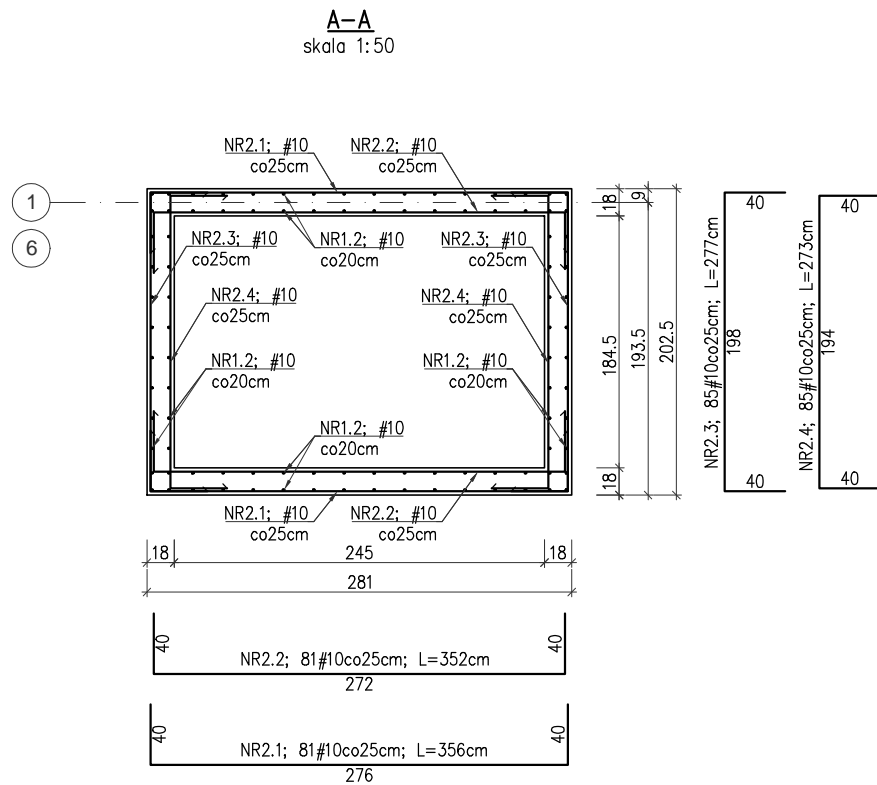 A-A
skala 1:50
NR2.1; #10
co25cm
NR2.2; #10
co25cm
1
6
NR2.3; #10
co25cm
NR1.2; #10
co20cm
NR2.3; #10
co25cm
NR2.4; #10
co25cm
NR2.4; #10
co25cm
NR1.2; #10
co20cm
NR1.2; #10
co20cm
NR1.2; #10
co20cm
NR2.1; #10
co25cm
NR2.2; #10
co25cm
18
184.5
18
9
193.5
202.5
40
NR2.3; 85#10co25cm; L=277cm
198
40
40
NR2.4; 85#10co25cm; L=273cm
194
40
18
245
18
281
40
40
NR2.2; 81#10co25cm; L=352cm
272
40
40
NR2.1; 81#10co25cm; L=356cm
276